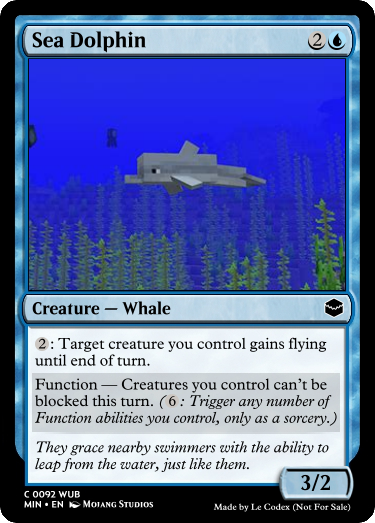 Sea Dolphin 2
Creature — Whale
2: Target creature you control gains flying
until end of turn.
Function — Creatures you control can't be
blocked this turn. (6: Trigger any number of
Function abilities you control, only as a sorcery.)
They grace nearby swimmers with the ability to
leap from the water, just like them.
3/2
C 0092 WUB
MIN • EN Mojang Studios
Made by Le Codex (Not For Sale)